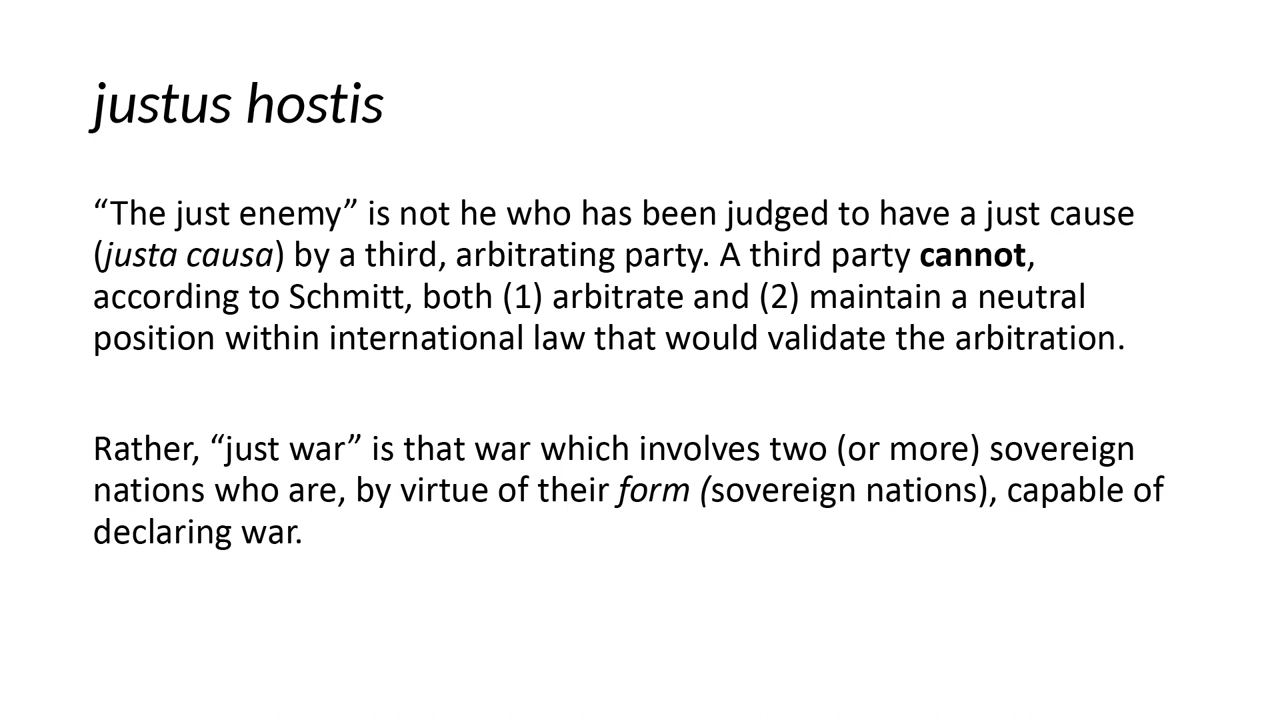 justus hostis
“The just enemy” is not he who has been judged to have a just cause
(justa causa) by a third, arbitrating party. A third party cannot,
according to Schmitt, both (1) arbitrate and (2) maintain a neutral
position within international law that would validate the arbitration.
Rather, “just war” is that war which involves two (or more) sovereign
nations who are, by virtue of their form (sovereign nations), capable of
declaring war.